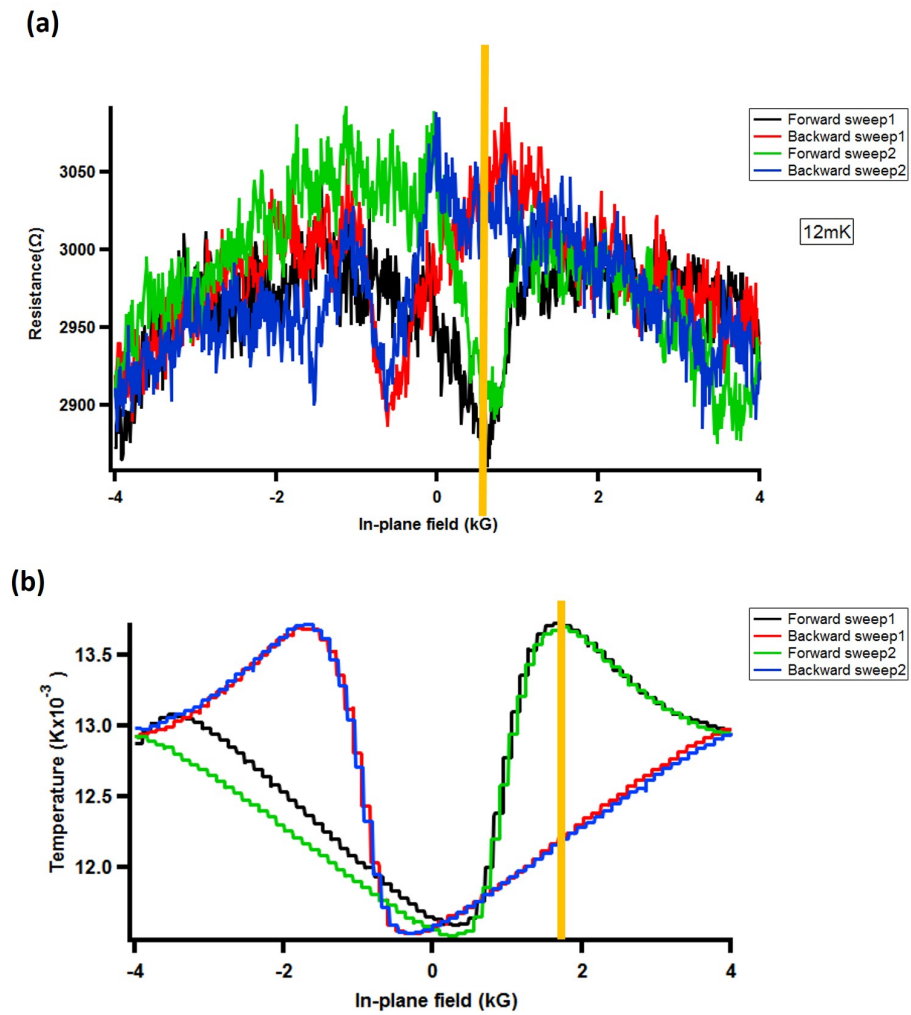 (a)
Forward sweep1
Backward sweep1
Forward sweep2
Backward sweep2
12mK
3050
3000
2950
2900
Resistance(Ω)
-4 -2 0 2 4
In-plane field (kG)
(b)
Forward sweep1
Backward sweep1
Forward sweep2
Backward sweep2
13.5
13.0
12.5
12.0
Temperature (Kx10⁻³ )
-4 -2 0 2 4
In-plane field (kG)